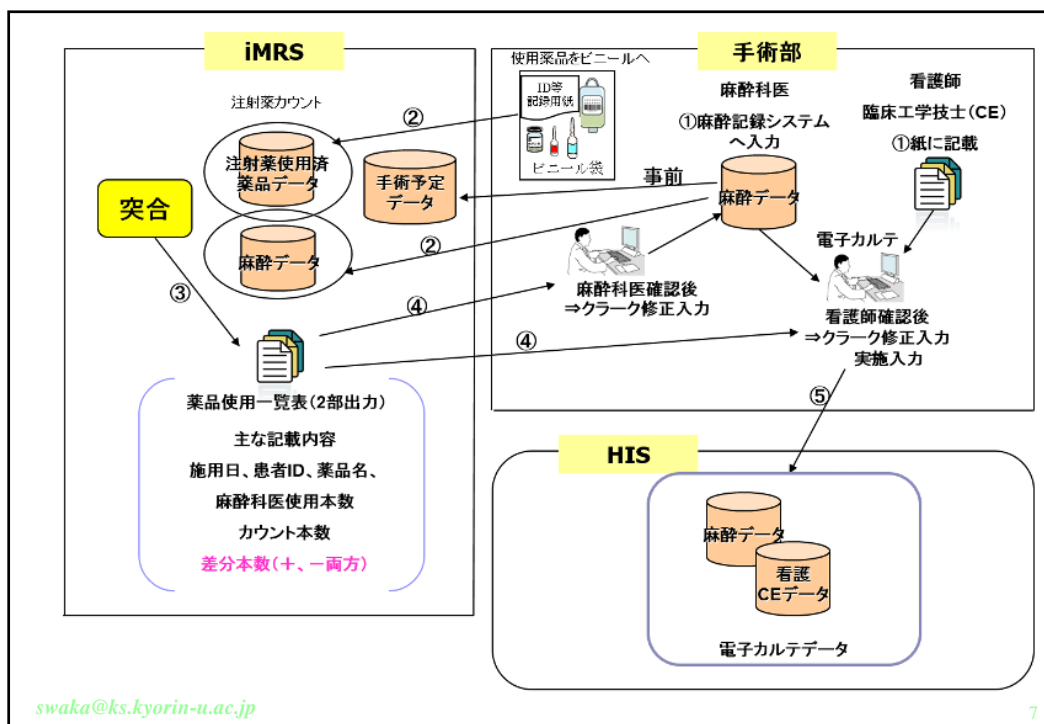 iMRS
注射薬カウント
注射薬使用済
薬品データ
手術予定
データ
突合
麻酔データ
②
②
③
④
④
薬品使用一覧表(2部出力)
主な記載内容
施用日、患者ID、薬品名、
麻酔科医使用本数
カウント本数
差分本数(＋、－両方)
手術部
使用薬品をビニールへ
ID等
記録用紙
ビニール袋
麻酔科医
①麻酔記録システム
へ入力
看護師
臨床工学技士(CE)
①紙に記載
事前
麻酔データ
電子カルテ
麻酔科医確認後
⇒クラーク修正入力
看護師確認後
⇒クラーク修正入力
実施入力
⑤
HIS
麻酔データ
看護
CEデータ
電子カルテデータ
swaka@ks.kyorin-u.ac.jp
7